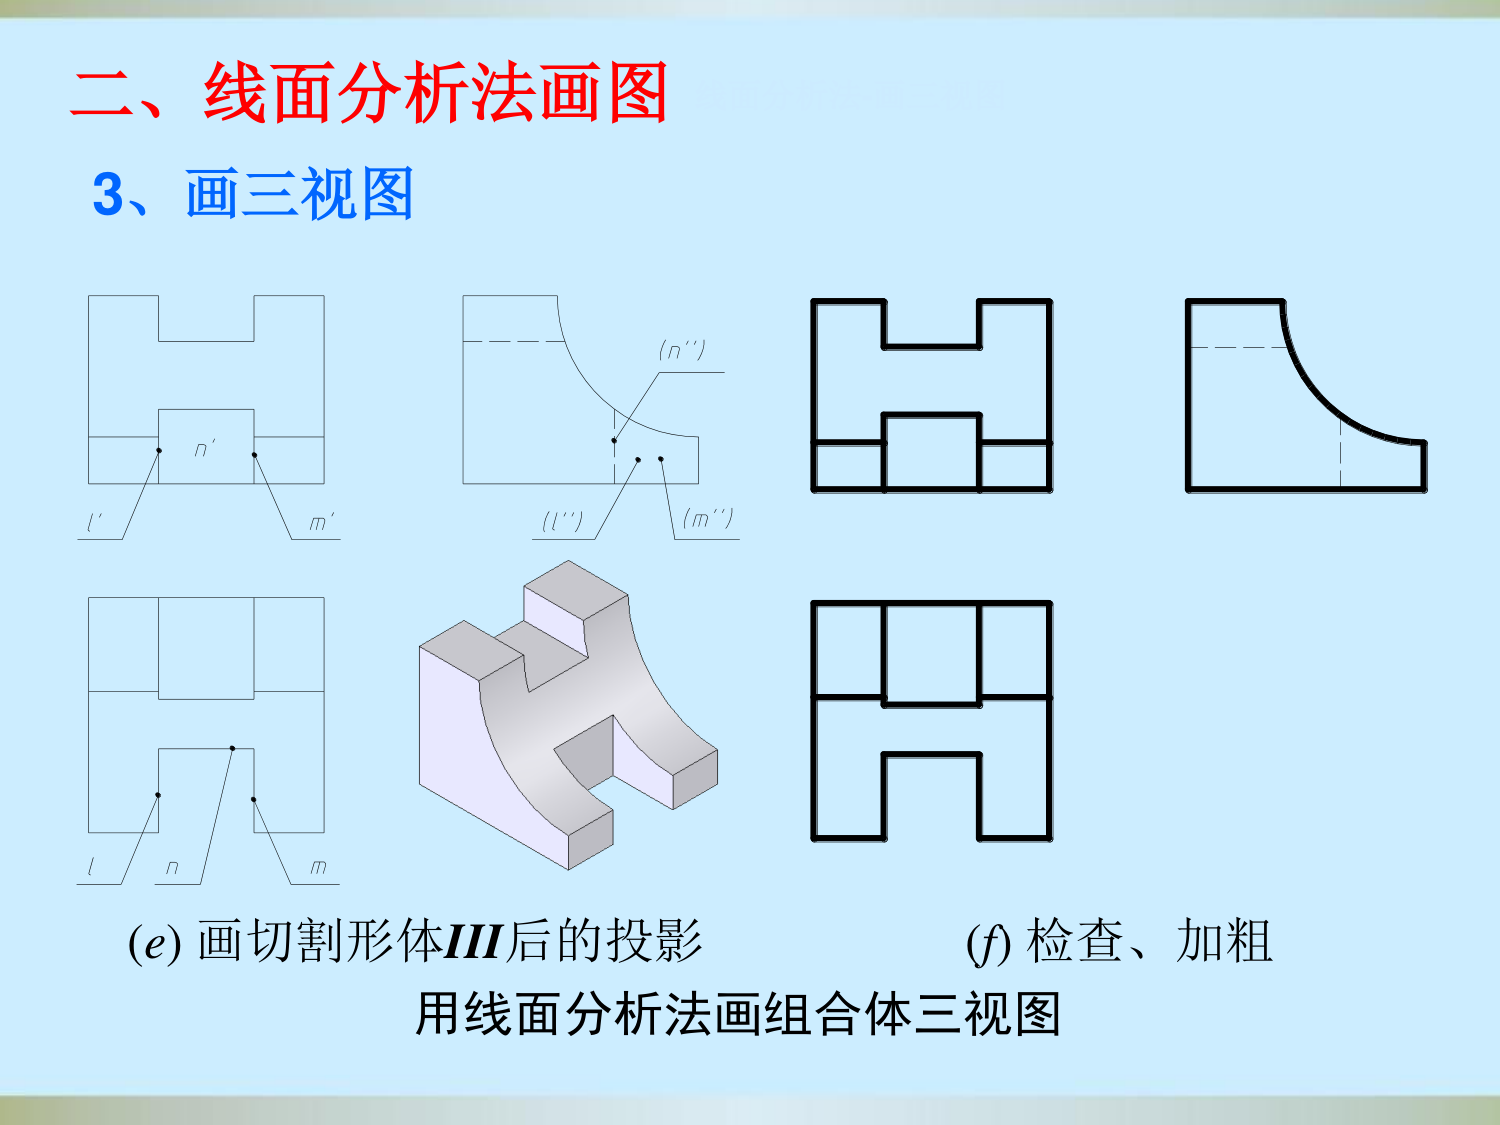 二、线面分析法画图
3、画三视图
(n'')
n'
l'
m'
(l'')
(m'')
l
n
m
(e) 画切割形体III后的投影
(f) 检查、加粗
用线面分析法画组合体三视图